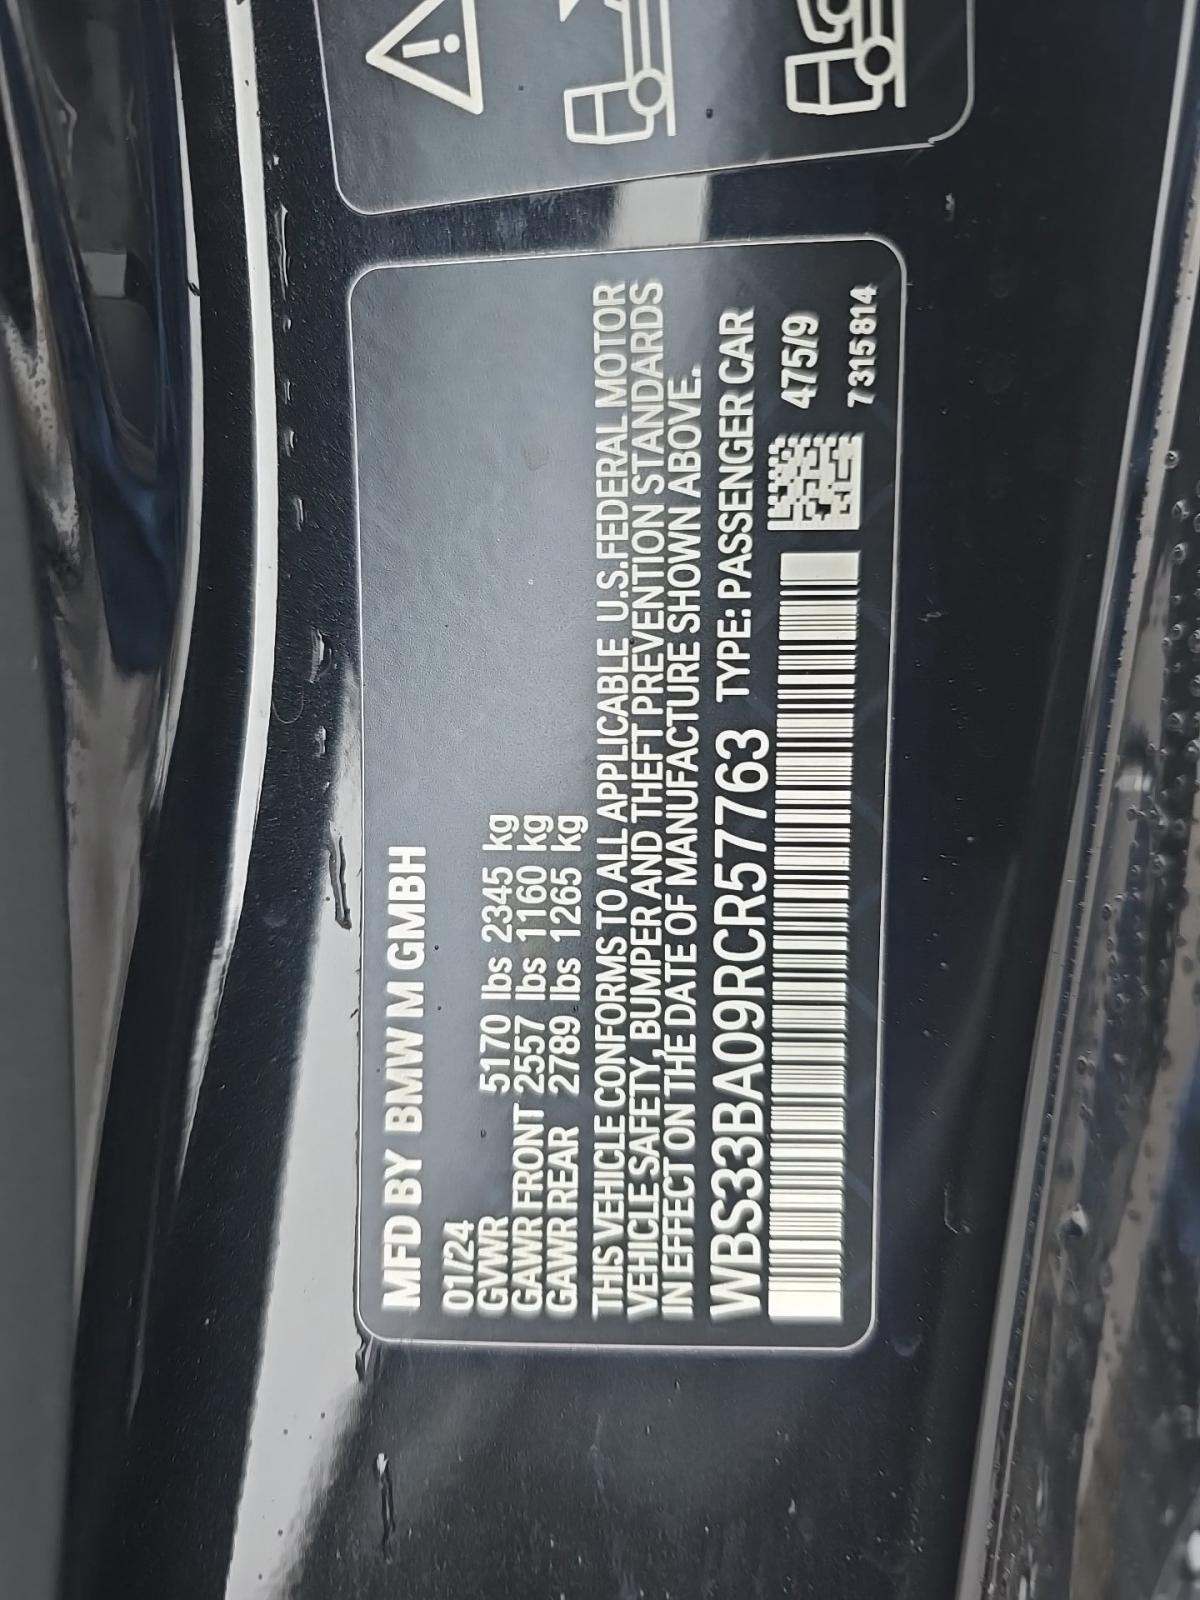 MFD BY BMW M GMBH
01/24
GVWR 5170 lbs 2345 kg
GAWR FRONT 2557 lbs 1160 kg
GAWR REAR 2789 lbs 1265 kg
THIS VEHICLE CONFORMS TO ALL APPLICABLE U.S.FEDERAL MOTOR
VEHICLE SAFETY, BUMPER AND THEFT PREVENTION STANDARDS
IN EFFECT ON THE DATE OF MANUFACTURE SHOWN ABOVE.
WBS33BA09RCR57763 TYPE: PASSENGER CAR
475/9
7315814